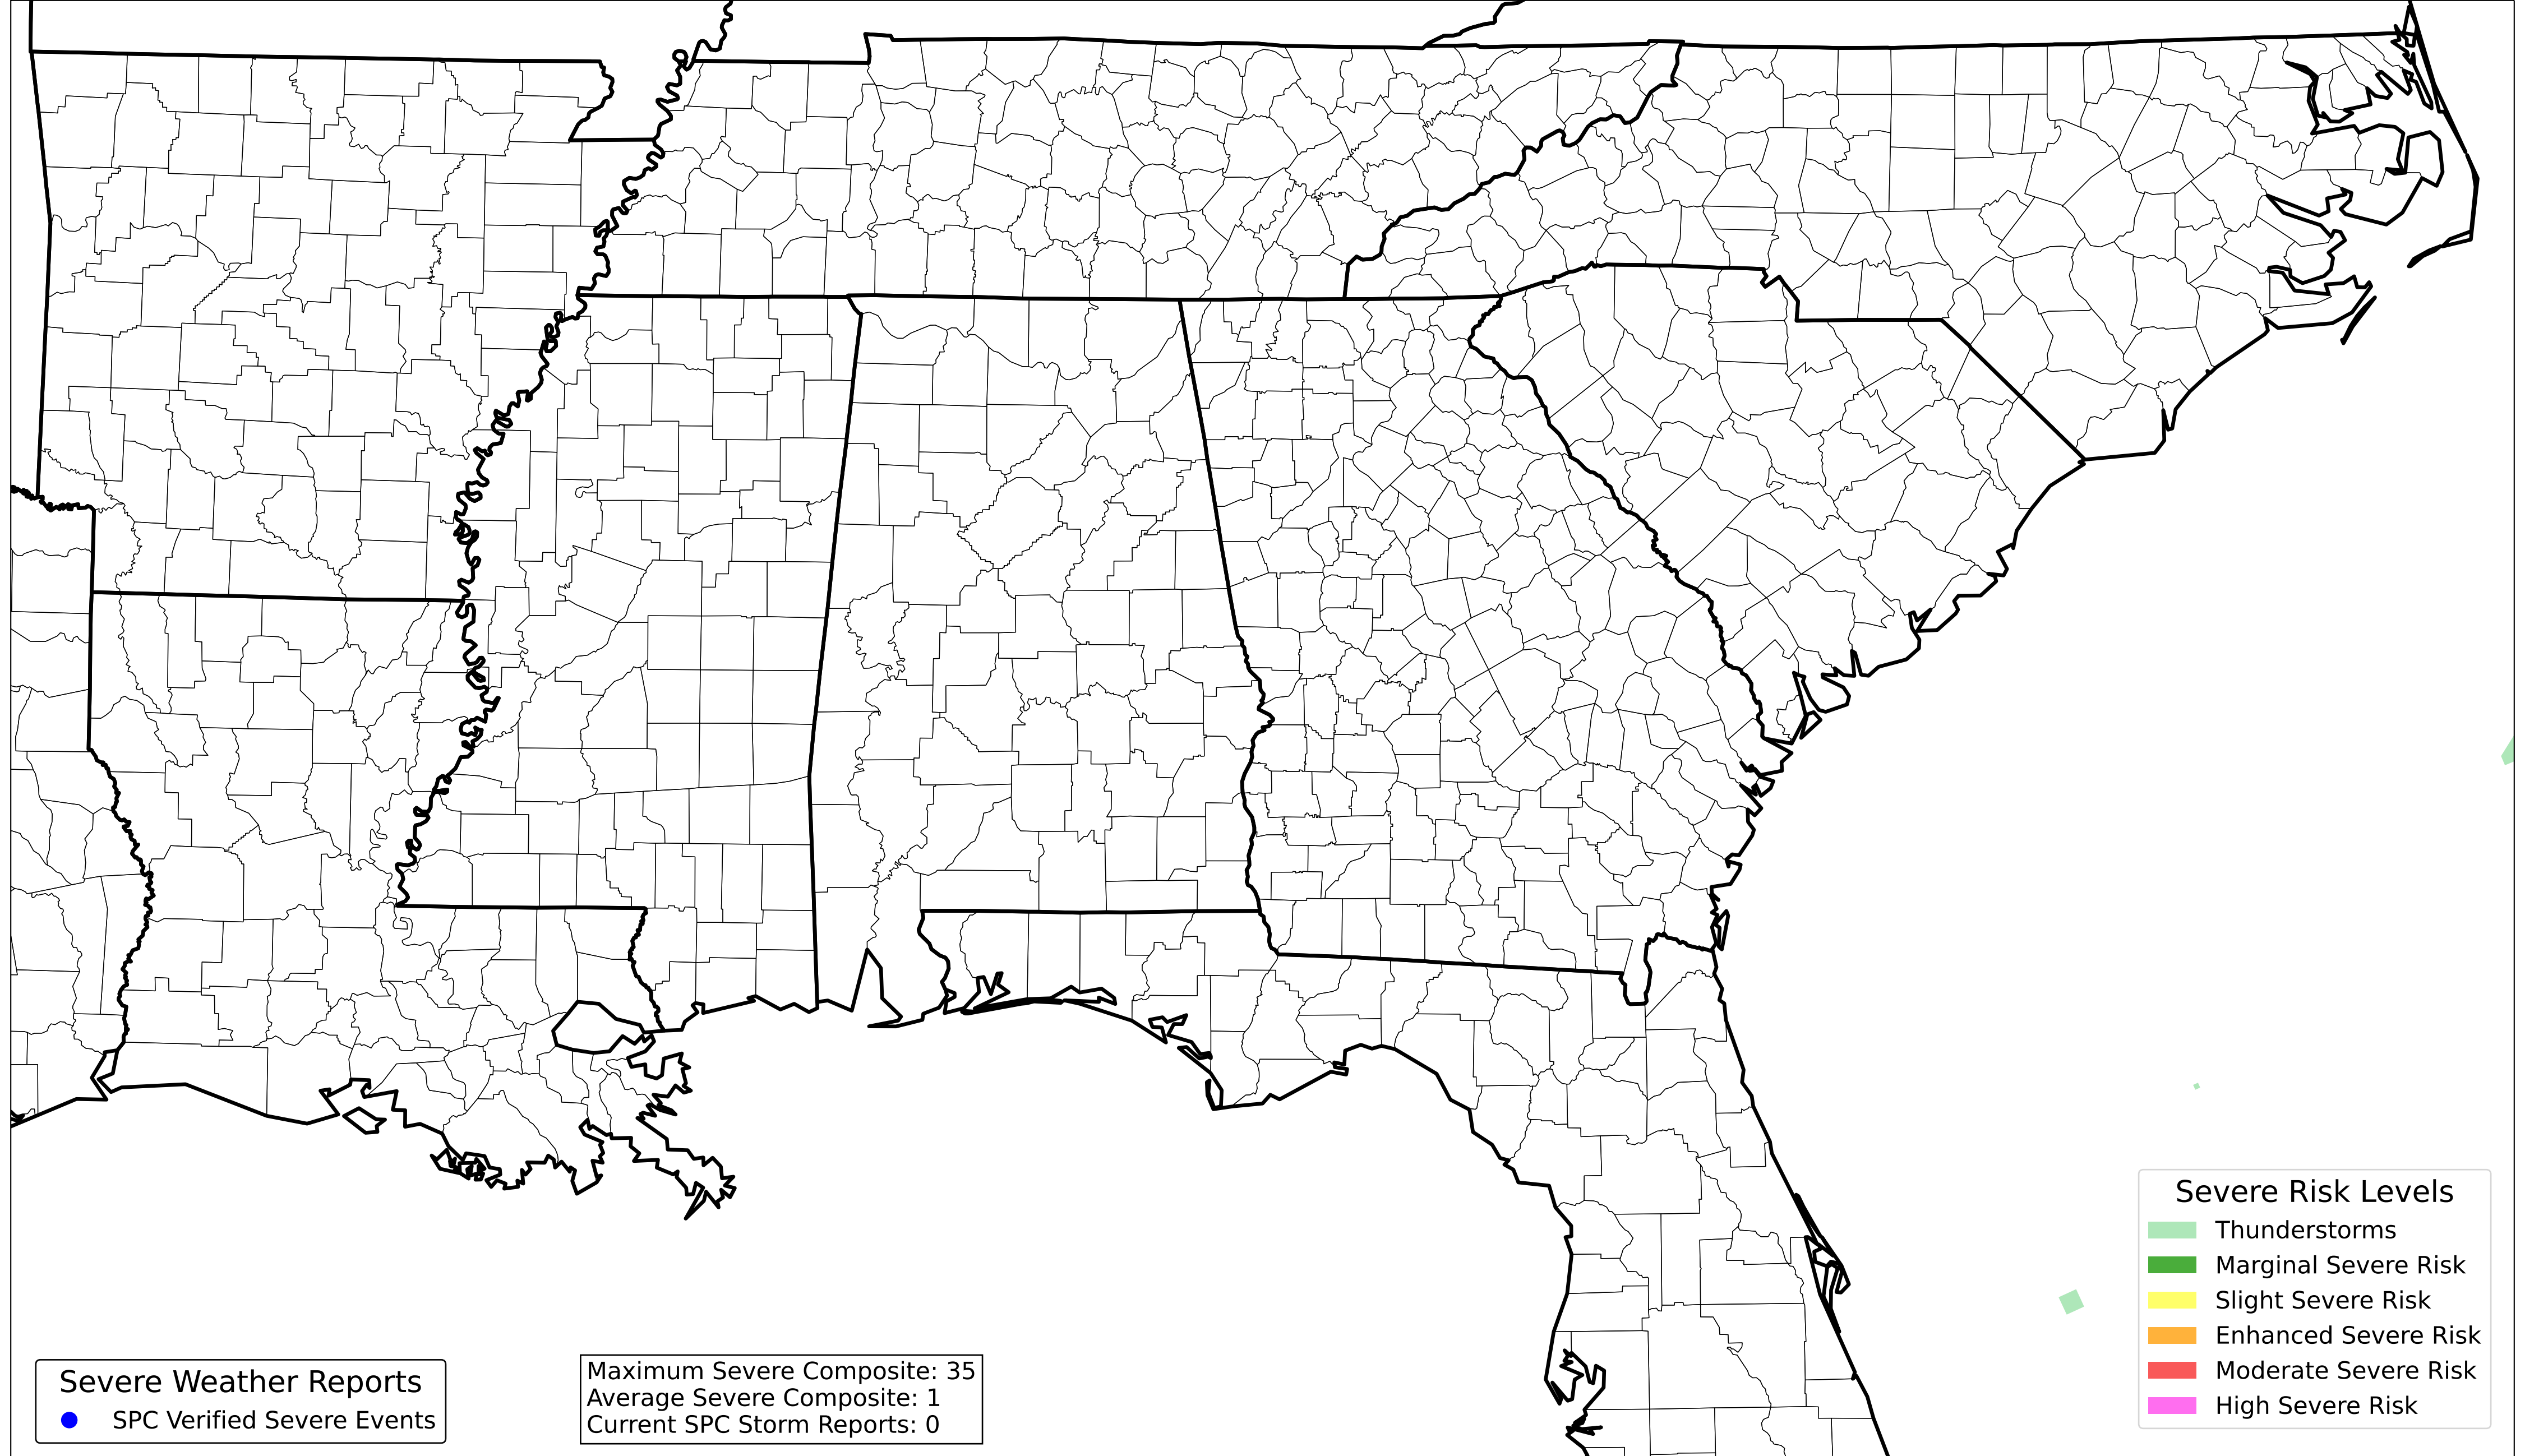 Severe Risk Levels
Thunderstorms
Marginal Severe Risk
Slight Severe Risk
Enhanced Severe Risk
Moderate Severe Risk
High Severe Risk
Severe Weather Reports
SPC Verified Severe Events
Maximum Severe Composite: 35
Average Severe Composite: 1
Current SPC Storm Reports: 0